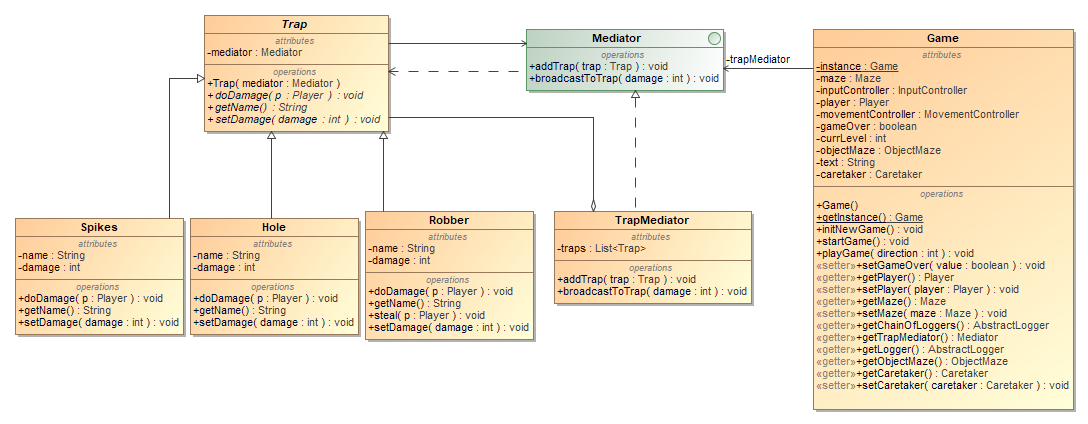 Trap
attributes
-mediator : Mediator
operations
+Trap( mediator : Mediator )
+doDamage( p : Player ) : void
+getName() : String
+setDamage( damage : int ) : void
Mediator
operations
+addTrap( trap : Trap ) : void
+broadcastToTrap( damage : int ) : void
-trapMediator
Game
attributes
-instance : Game
-maze : Maze
-inputController : InputController
-player : Player
-movementController : MovementController
-gameOver : boolean
-currLevel : int
-objectMaze : ObjectMaze
-text : String
-caretaker : Caretaker
operations
+Game()
+getInstance() : Game
+initNewGame() : void
+startGame() : void
+playGame( direction : int ) : void
«setter»+setGameOver( value : boolean ) : void
«getter»+getPlayer() : Player
«setter»+setPlayer( player : Player ) : void
«getter»+getMaze() : Maze
«setter»+setMaze( maze : Maze ) : void
«getter»+getChainOfLoggers() : AbstractLogger
«getter»+getTrapMediator() : Mediator
«getter»+getLogger() : AbstractLogger
«getter»+getObjectMaze() : ObjectMaze
«getter»+getCaretaker() : Caretaker
«setter»+setCaretaker( caretaker : Caretaker ) : void
Spikes
attributes
-name : String
-damage : int
operations
+doDamage( p : Player ) : void
+getName() : String
+setDamage( damage : int ) : void
Hole
attributes
-name : String
-damage : int
operations
+doDamage( p : Player ) : void
+getName() : String
+setDamage( damage : int ) : void
Robber
attributes
-name : String
-damage : int
operations
+doDamage( p : Player ) : void
+getName() : String
+steal( p : Player ) : void
+setDamage( damage : int ) : void
TrapMediator
attributes
-traps : List<Trap>
operations
+addTrap( trap : Trap ) : void
+broadcastToTrap( damage : int ) : void